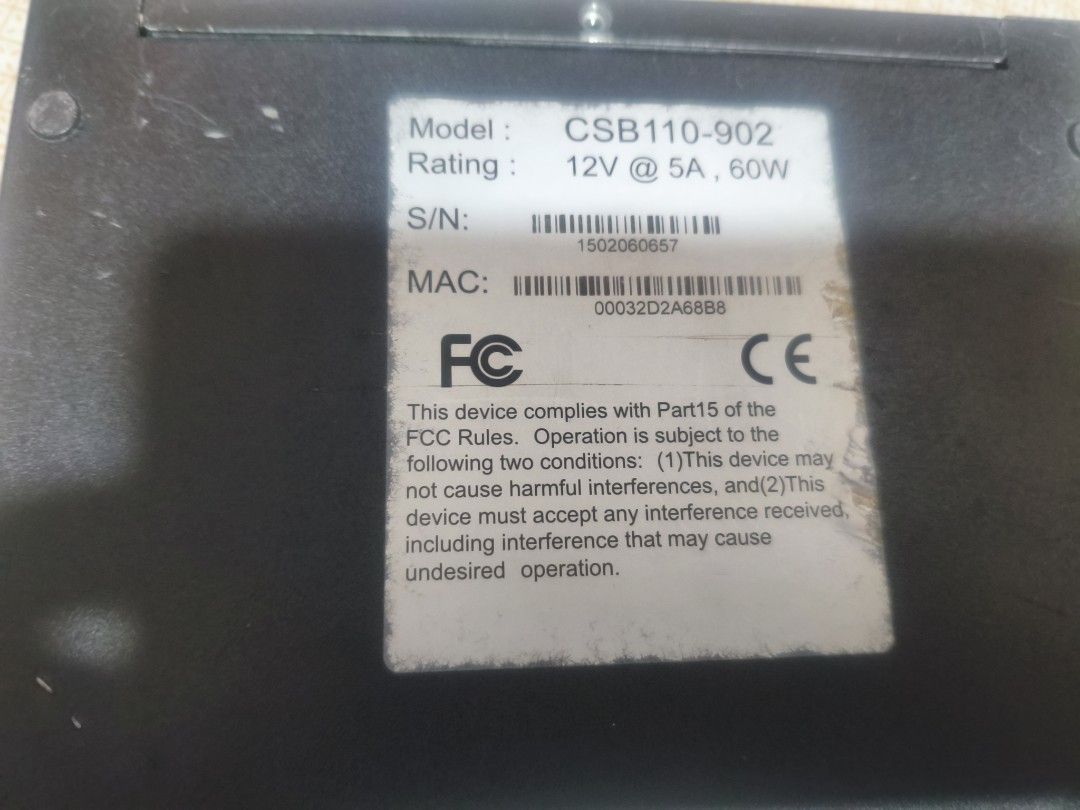 Model : CSB110-902
Rating : 12V @ 5A , 60W
S/N:
1502060657
MAC:
00032D2A68B8
FC CE
This device complies with Part15 of the
FCC Rules. Operation is subject to the
following two conditions: (1)This device may
not cause harmful interferences, and(2)This
device must accept any interference received,
including interference that may cause
undesired operation.